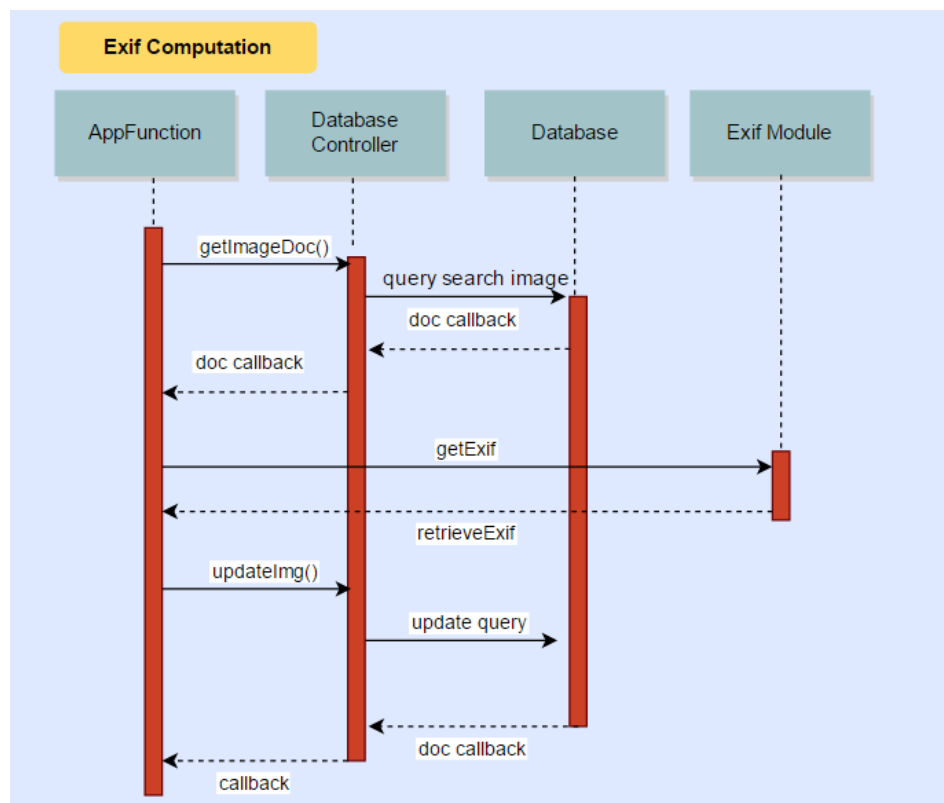 Exif Computation
AppFunction
Database
Controller
Database
Exif Module
getImageDoc()
query search image
doc callback
doc callback
getExif
retrieveExif
updateImg()
update query
doc callback
callback